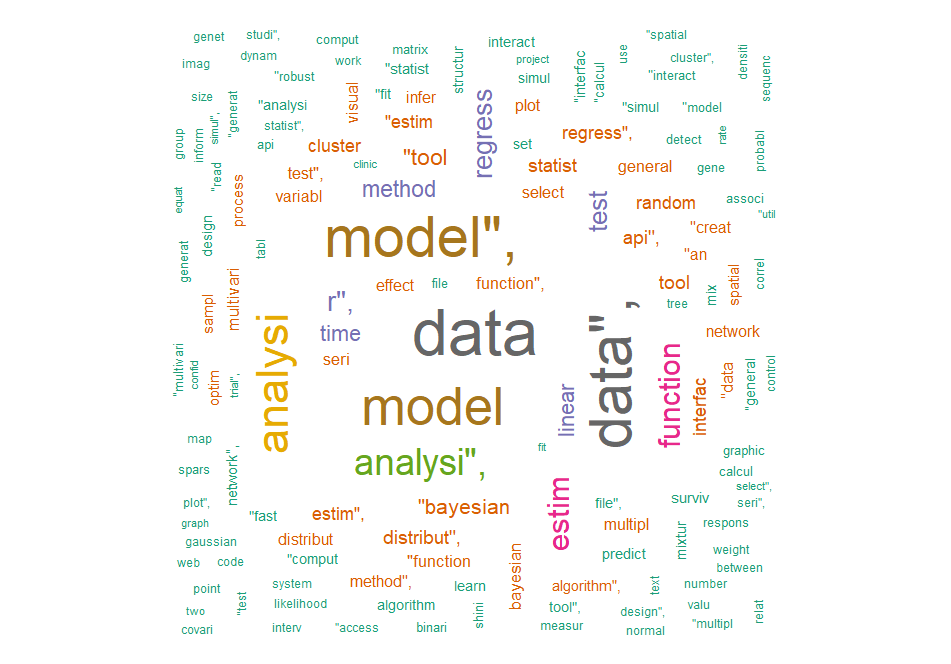 genet
studi",
comput
interact
"spatial
imag
dynam
work
matrix
structur
project
"interfac
use
cluster",
densiti
"robust
"statist
simul
"calcul
"interact
sequenc
size
"generat
"analysi
visual
"fit
infer
regress
plot
"simul
"model
group
inform
simul",
statist",
"estim
regress",
detect
rate
probabl
api
cluster
"tool
set
clinic
test",
method
statist
general
gene
equat
"read
process
variabl
select
test
random
associ
"util
generat
design
tabl
model",
api",
"creat
"an
correl
sampl
multivari
effect
file
function",
tool
tree
mix
spatial
r",
time
seri
data
data",
network
"multivari
confid
optim
trial",
analysi
model
linear
function
interfac
"data
"general
control
map
fit
graphic
spars
network",
analysi",
calcul
select",
plot",
"fast
estim",
"bayesian
estim
file",
surviv
seri",
graph
gaussian
distribut
distribut",
multipl
mixtur
respons
web
code
"comput
"function
bayesian
predict
weight
between
point
system
method",
learn
algorithm",
text
number
two
"test
likelihood
algorithm
shini
tool",
design",
valu
relat
covari
interv
"access
binari
measur
normal
"multipl